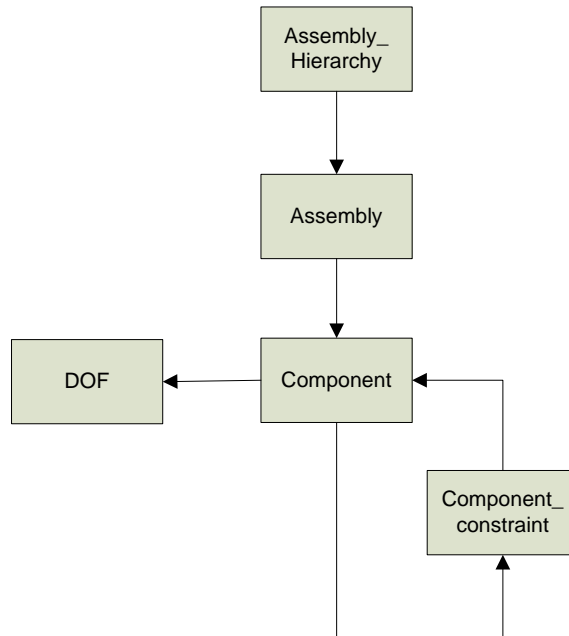 Assembly_
Hierarchy
Assembly
DOF
Component
Component_
constraint